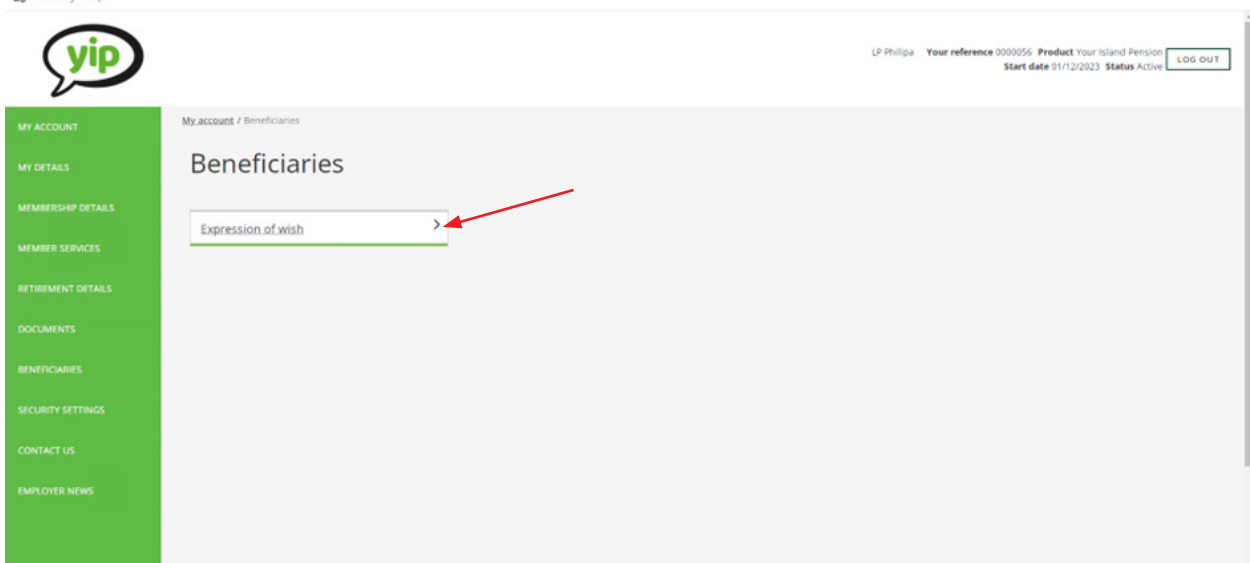 yip
LP Philipa Your reference 0000056 Product Your Island Pension
Start date 01/12/2023 Status Active
LOG OUT
MY ACCOUNT
MY DETAILS
MEMBERSHIP DETAILS
MEMBER SERVICES
RETIREMENT DETAILS
DOCUMENTS
BENEFICIARIES
SECURITY SETTINGS
CONTACT US
EMPLOYER NEWS
My account / Beneficiaries
Beneficiaries
Expression of wish